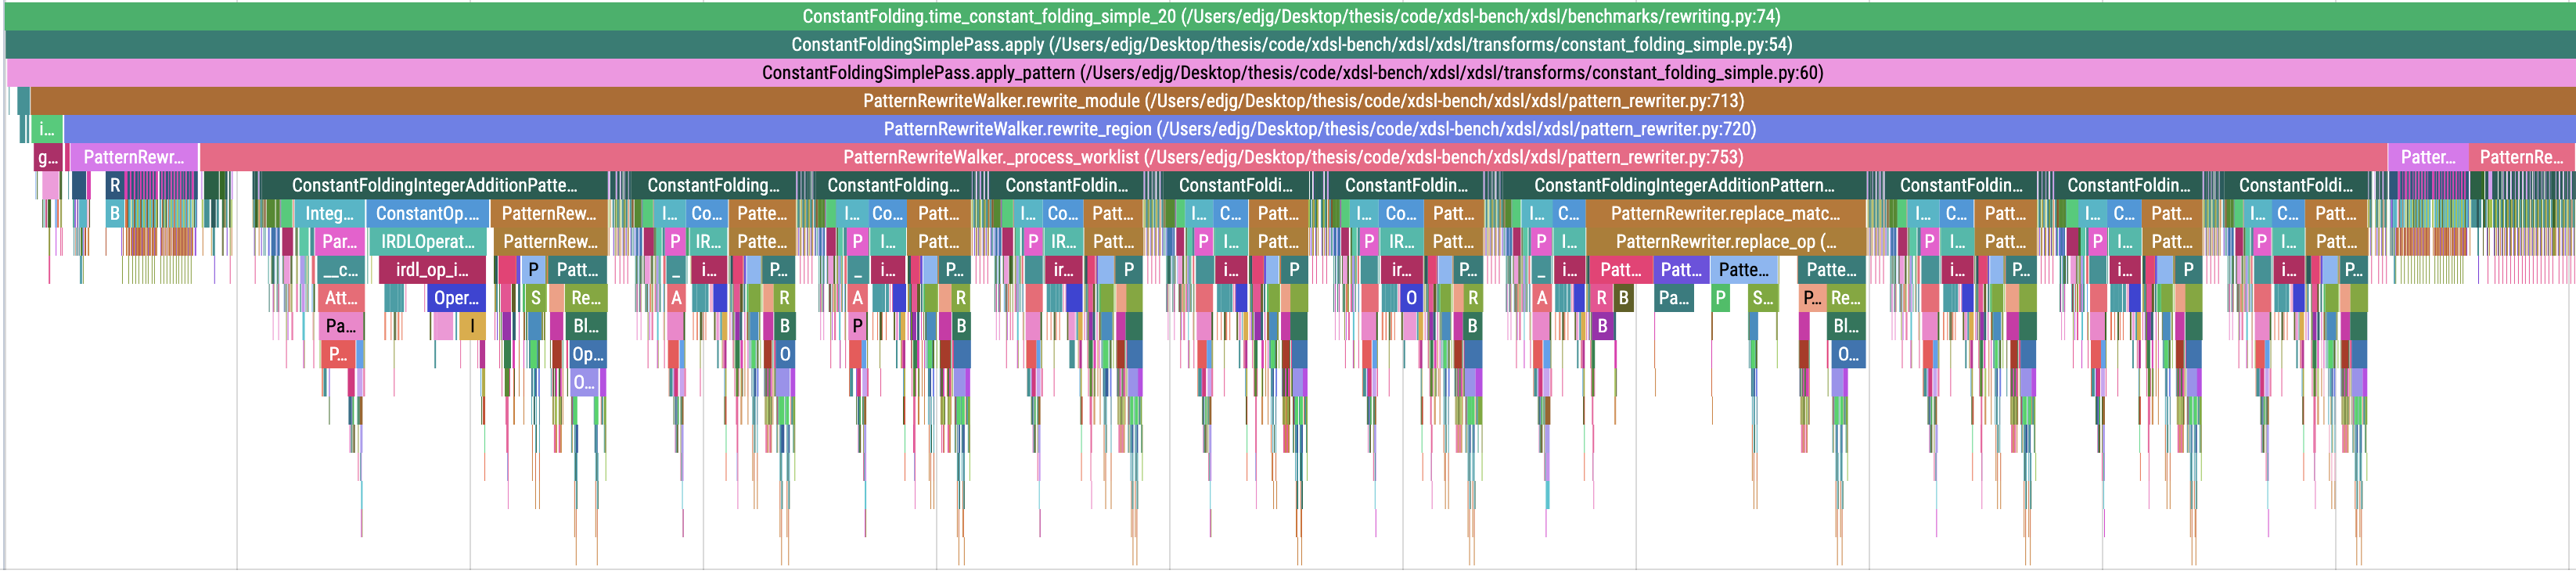 ConstantFolding.time_constant_folding_simple_20 (/Users/edjg/Desktop/thesis/code/xdsl-bench/xdsl/benchmarks/rewriting.py:74)
ConstantFoldingSimplePass.apply (/Users/edjg/Desktop/thesis/code/xdsl-bench/xdsl/xdsl/transforms/constant_folding_simple.py:54)
ConstantFoldingSimplePass.apply_pattern (/Users/edjg/Desktop/thesis/code/xdsl-bench/xdsl/xdsl/transforms/constant_folding_simple.py:60)
PatternRewriteWalker.rewrite_module (/Users/edjg/Desktop/thesis/code/xdsl-bench/xdsl/xdsl/pattern_rewriter.py:713)
i... PatternRewriteWalker.rewrite_region (/Users/edjg/Desktop/thesis/code/xdsl-bench/xdsl/xdsl/pattern_rewriter.py:720)
g... PatternRewr... PatternRewriteWalker._process_worklist (/Users/edjg/Desktop/thesis/code/xdsl-bench/xdsl/xdsl/pattern_rewriter.py:753) Patter... PatternRe...
R ConstantFoldingIntegerAdditionPatte... ConstantFolding... ConstantFolding... ConstantFoldin... ConstantFoldi... ConstantFoldin... ConstantFoldingIntegerAdditionPattern... ConstantFoldin... ConstantFoldin... ConstantFoldi...
B Integ... ConstantOp.... PatternRew... I... Co... Patte... I... Co... Patt... I... Co... Patt... I... C... Patt... I... Co... Patt... I... C... PatternRewriter.replace_matc... I... C... Patt... I... C... Patt... I... C... Patt...
Par... IRDLOperat... PatternRew... P IR... Patte... P I... Patt... P IR... Patt... P I... Patt... P IR... Patt... P I... PatternRewriter.replace_op (... P I... Patt... P I... Patt... P I... Patt...
__c... irdl_op_i... P Patt... _ i... P... _ i... P... ir... P i... P ir... P... _ i... Patt... Patt... Patte... Patte... i... P... i... P i... P...
Att... Oper... S Re... A R A R O R A R B Pa... P S... P... Re...
Pa... I Bl... B P B B B Bl...
P... Op... O O...
O...